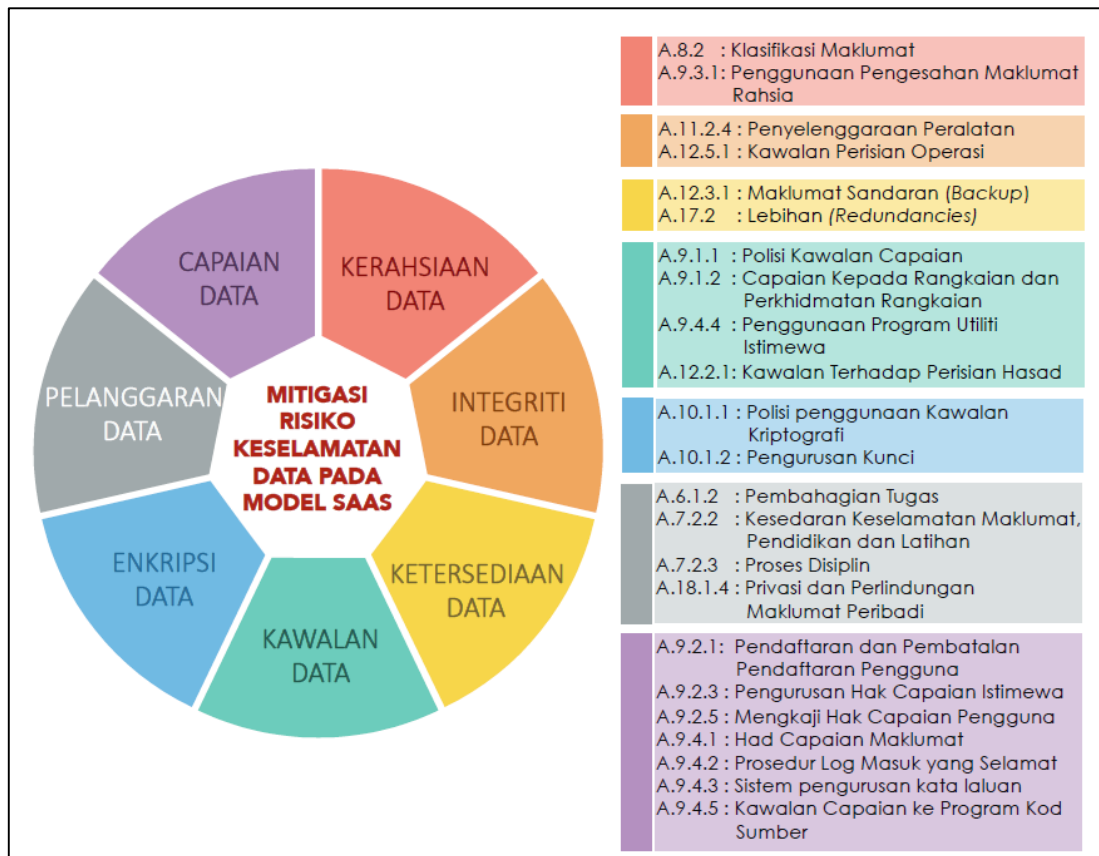 CAPAIAN
DATA
KERAHSIAAN
DATA
PELANGGARAN
DATA
INTEGRITI
DATA
ENKRIPSI
DATA
KETERSEDIAAN
DATA
KAWALAN
DATA
MITIGASI
RISIKO
KESELAMATAN
DATA PADA
MODEL SAAS
A.8.2 : Klasifikasi Maklumat
A.9.3.1: Penggunaan Pengesahan Maklumat
Rahsia
A.11.2.4 : Penyelenggaraan Peralatan
A.12.5.1 : Kawalan Perisian Operasi
A.12.3.1 : Maklumat Sandaran (Backup)
A.17.2 : Lebihan (Redundancies)
A.9.1.1 : Polisi Kawalan Capaian
A.9.1.2 : Capaian Kepada Rangkaian dan
Perkhidmatan Rangkaian
A.9.4.4 : Penggunaan Program Utiliti
Istimewa
A.12.2.1: Kawalan Terhadap Perisian Hasad
A.10.1.1 : Polisi penggunaan Kawalan
Kriptografi
A.10.1.2 : Pengurusan Kunci
A.6.1.2 : Pembahagian Tugas
A.7.2.2 : Kesedaran Keselamatan Maklumat,
Pendidikan dan Latihan
A.7.2.3 : Proses Disiplin
A.18.1.4 : Privasi dan Perlindungan
Maklumat Peribadi
A.9.2.1: Pendaftaran dan Pembatalan
Pendaftaran Pengguna
A.9.2.3 : Pengurusan Hak Capaian Istimewa
A.9.2.5 : Mengkaji Hak Capaian Pengguna
A.9.4.1 : Had Capaian Maklumat
A.9.4.2 : Prosedur Log Masuk yang Selamat
A.9.4.3 : Sistem pengurusan kata laluan
A.9.4.5 : Kawalan Capaian ke Program Kod
Sumber